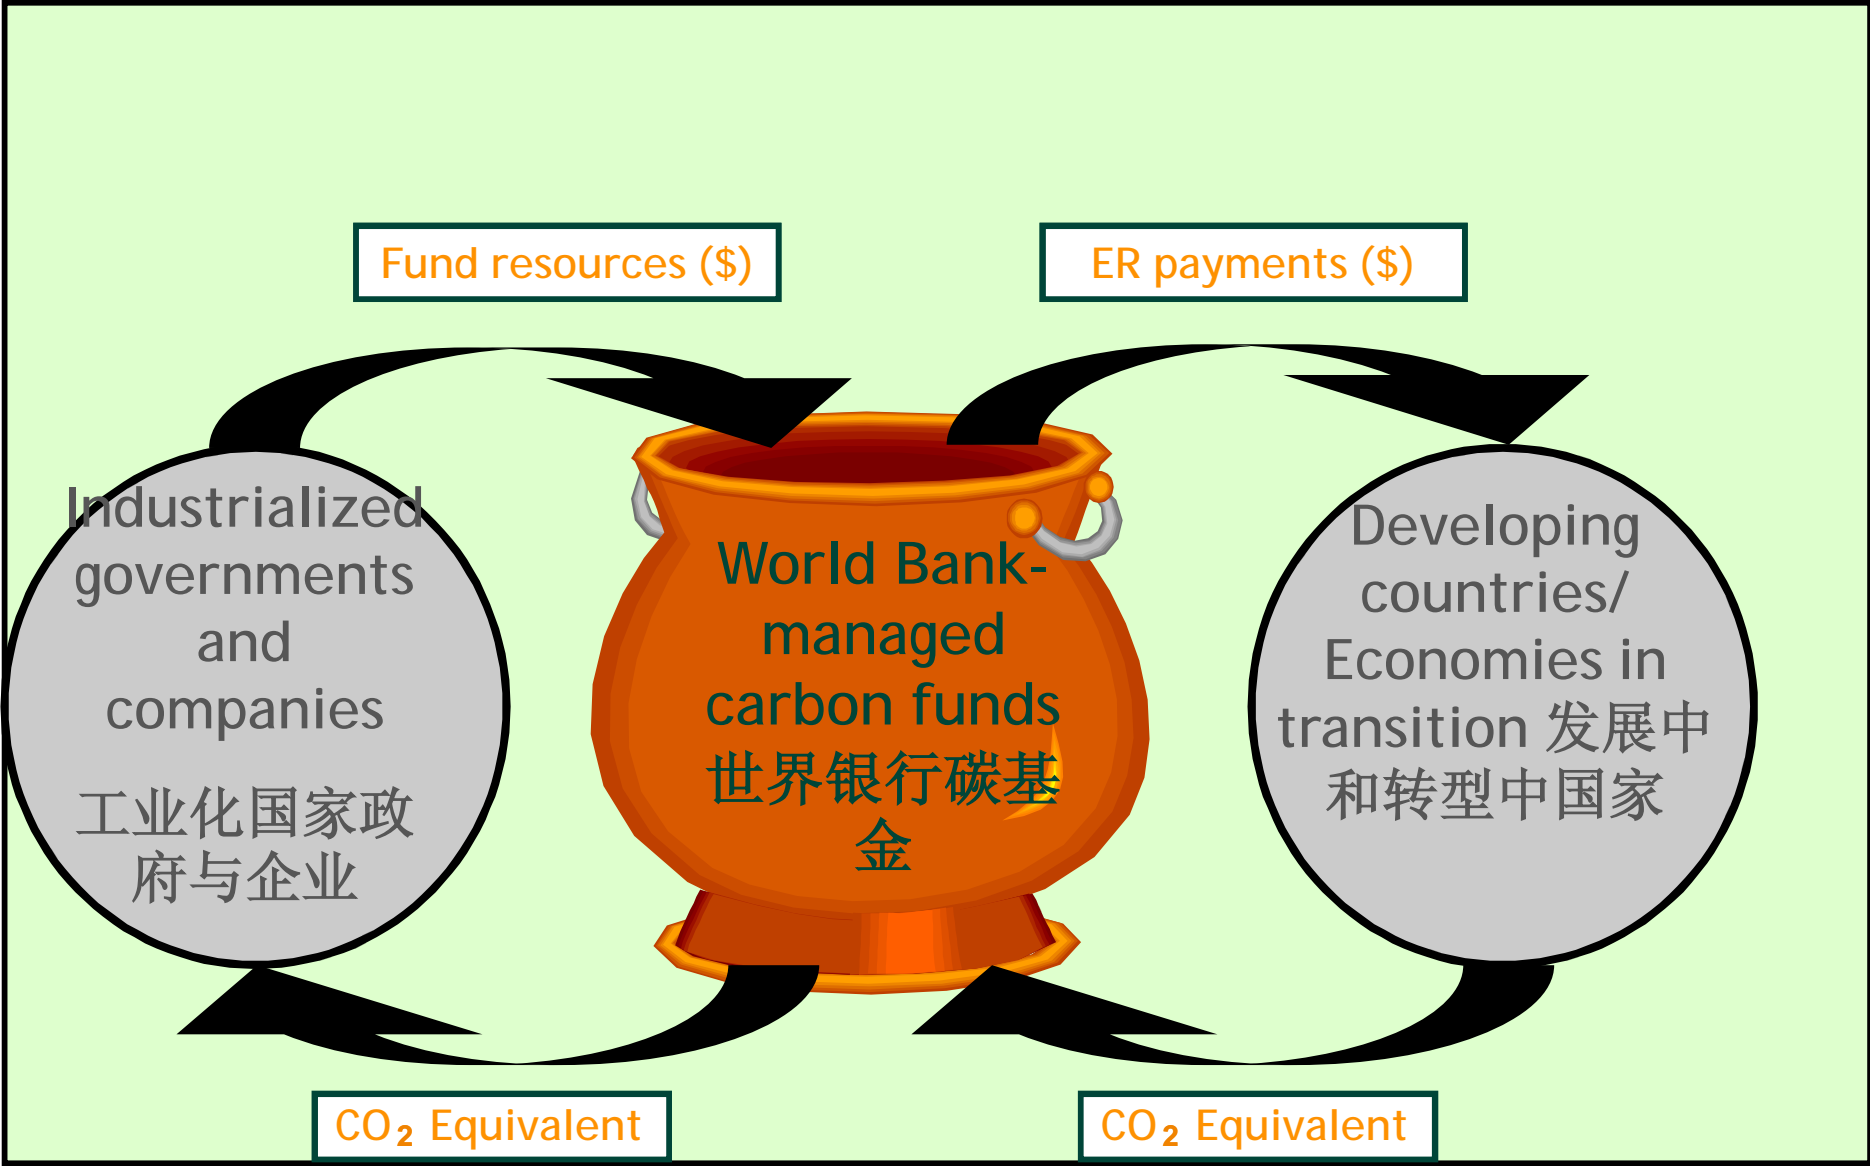 Fund resources ($)
ER payments ($)
Industrialized
governments
and
companies
工业化国家政
府与企业
World Bank-
managed
carbon funds
世界银行碳基
金
Developing
countries/
Economies in
transition 发展中
和转型中国家
CO₂ Equivalent
CO₂ Equivalent